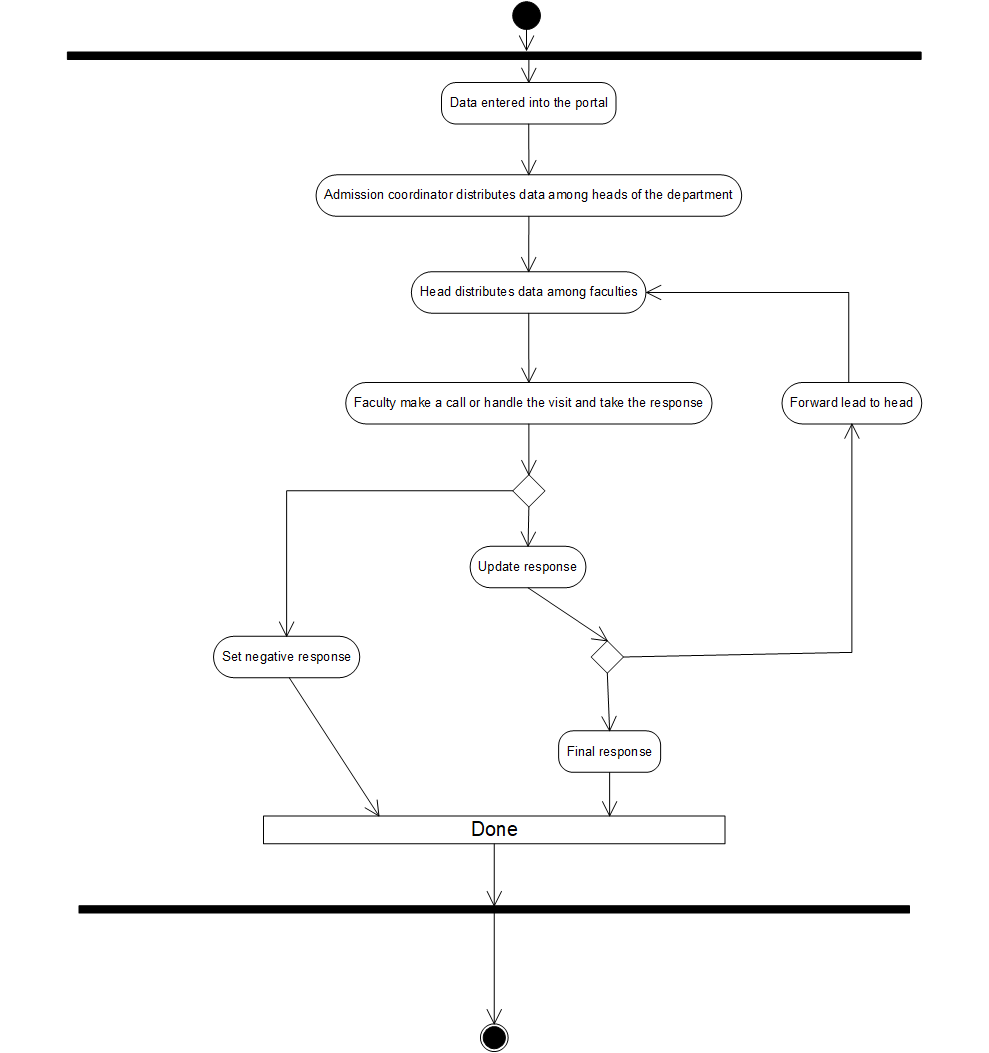 Data entered into the portal
Admission coordinator distributes data among heads of the department
Head distributes data among faculties
Faculty make a call or handle the visit and take the response
Forward lead to head
Update response
Set negative response
Final response
Done